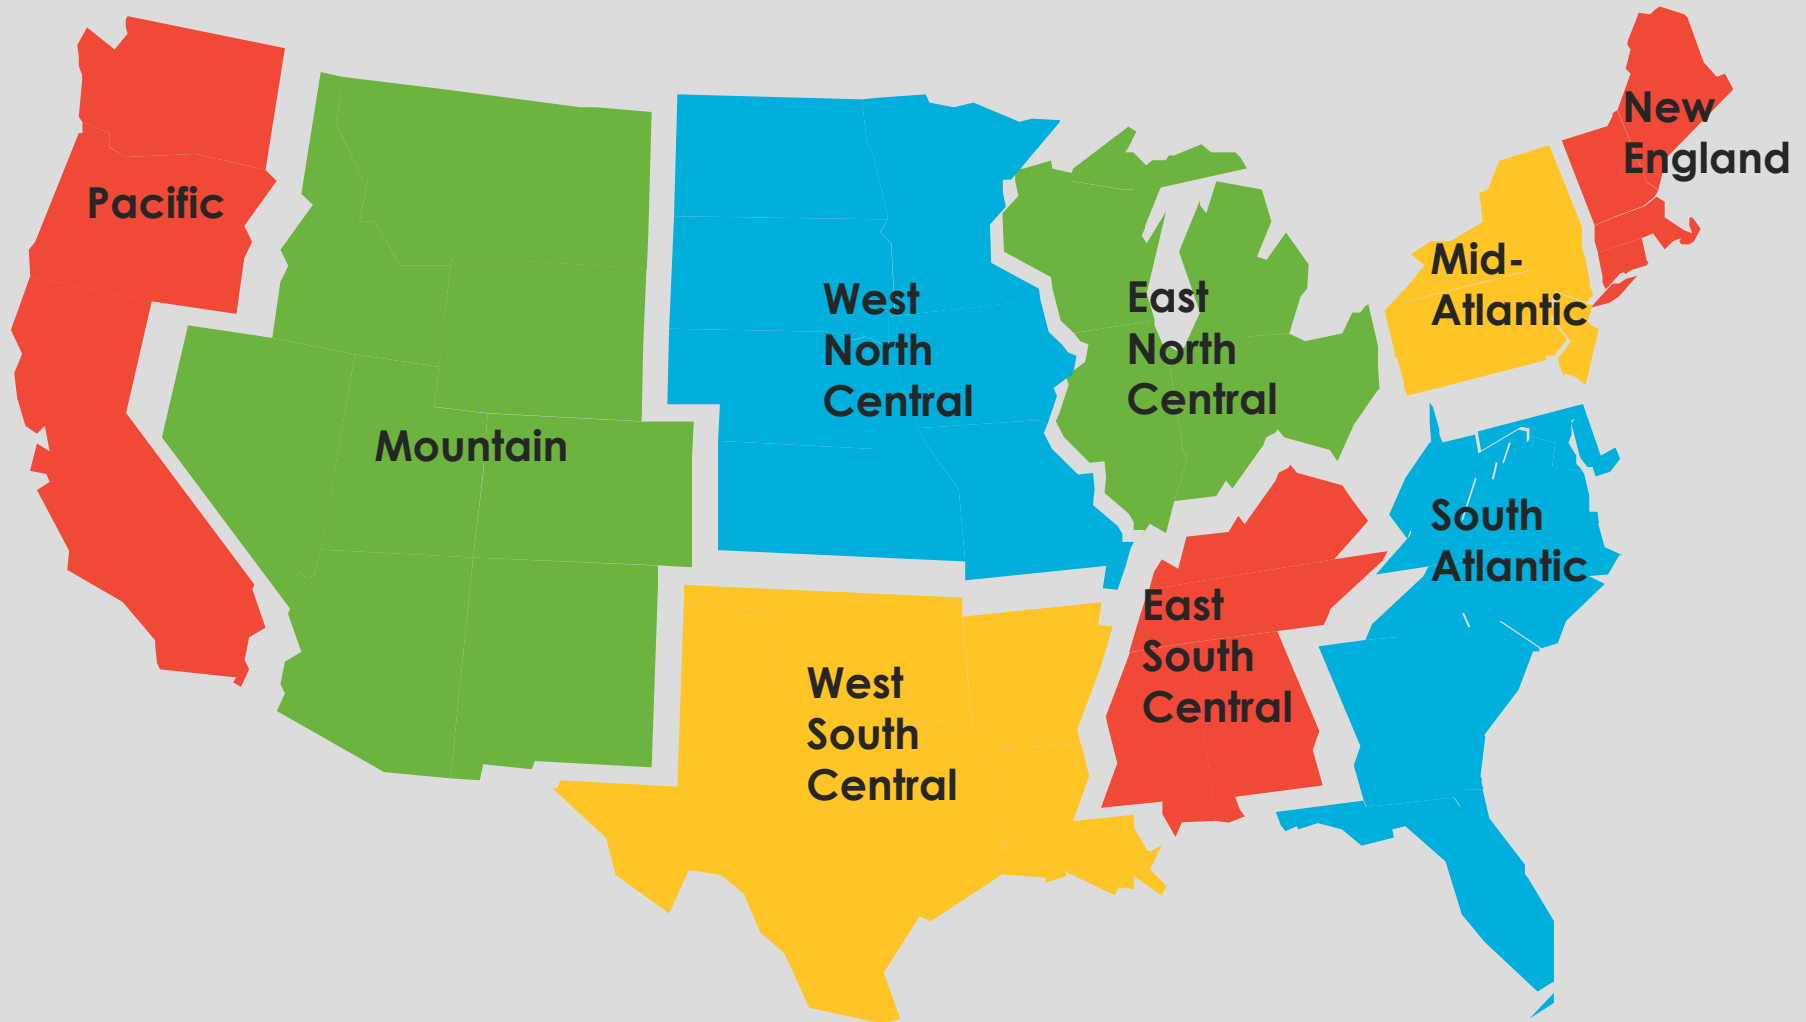 Pacific
Mountain
West
North
Central
East
North
Central
New
England
Mid-
Atlantic
South
Atlantic
East
South
Central
West
South
Central